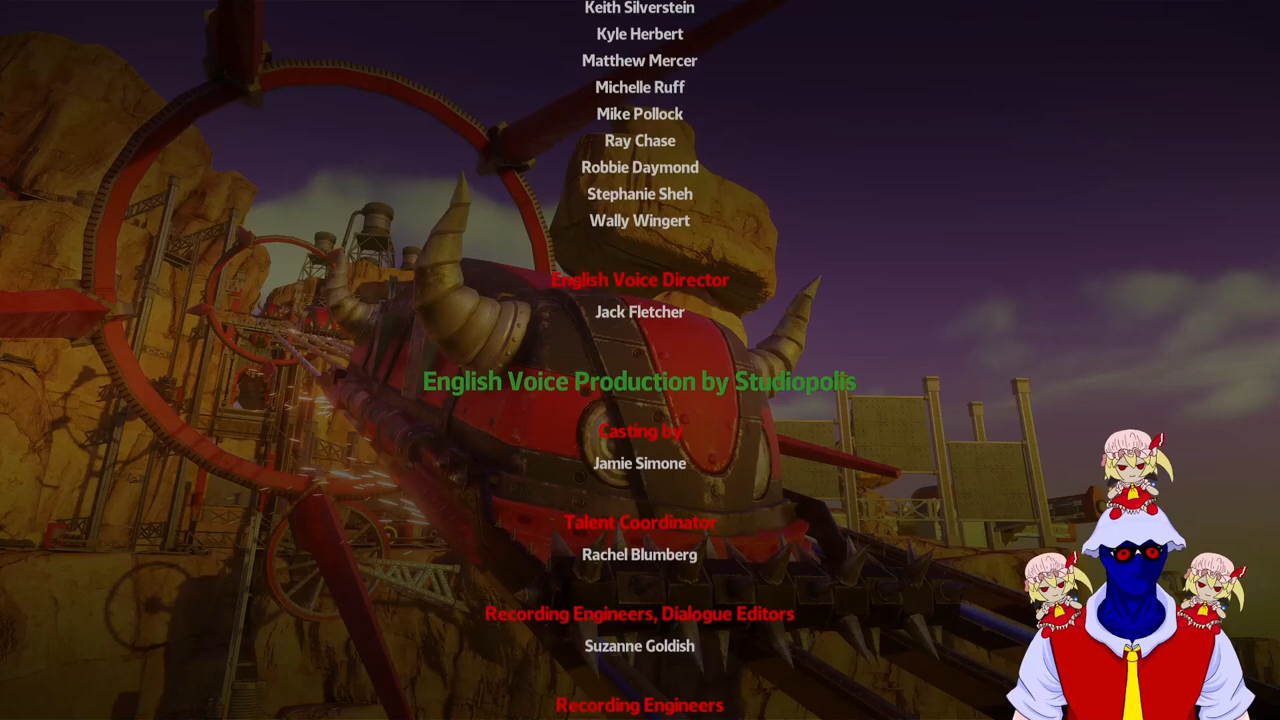 Keith Silverstein
Kyle Herbert
Matthew Mercer
Michelle Ruff
Mike Pollock
Ray Chase
Robbie Daymond
Stephanie Sheh
Wally Wingert
English Voice Director
Jack Fletcher
English Voice Production by Studiopolis
Casting by
Jamie Simone
Talent Coordinator
Rachel Blumberg
Recording Engineers, Dialogue Editors
Suzanne Goldish
Recording Engineers